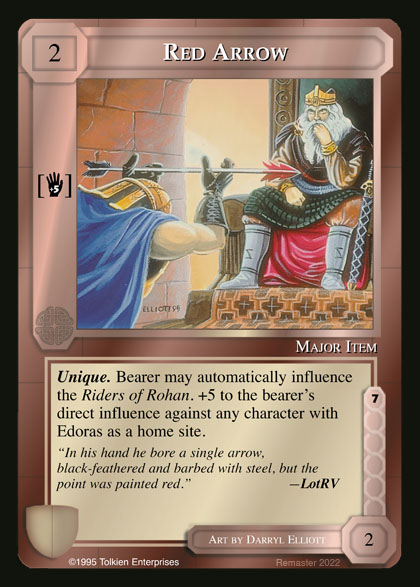 2
RED ARROW
[+5]
ELLIOTT95
MAJOR ITEM
Unique. Bearer may automatically influence
the Riders of Rohan. +5 to the bearer’s
direct influence against any character with
Edoras as a home site.
7
“In his hand he bore a single arrow,
black-feathered and barbed with steel, but the
point was painted red.” –LotRV
ART BY DARRYL ELLIOTT
2
©1995 Tolkien Enterprises
Remaster 2022